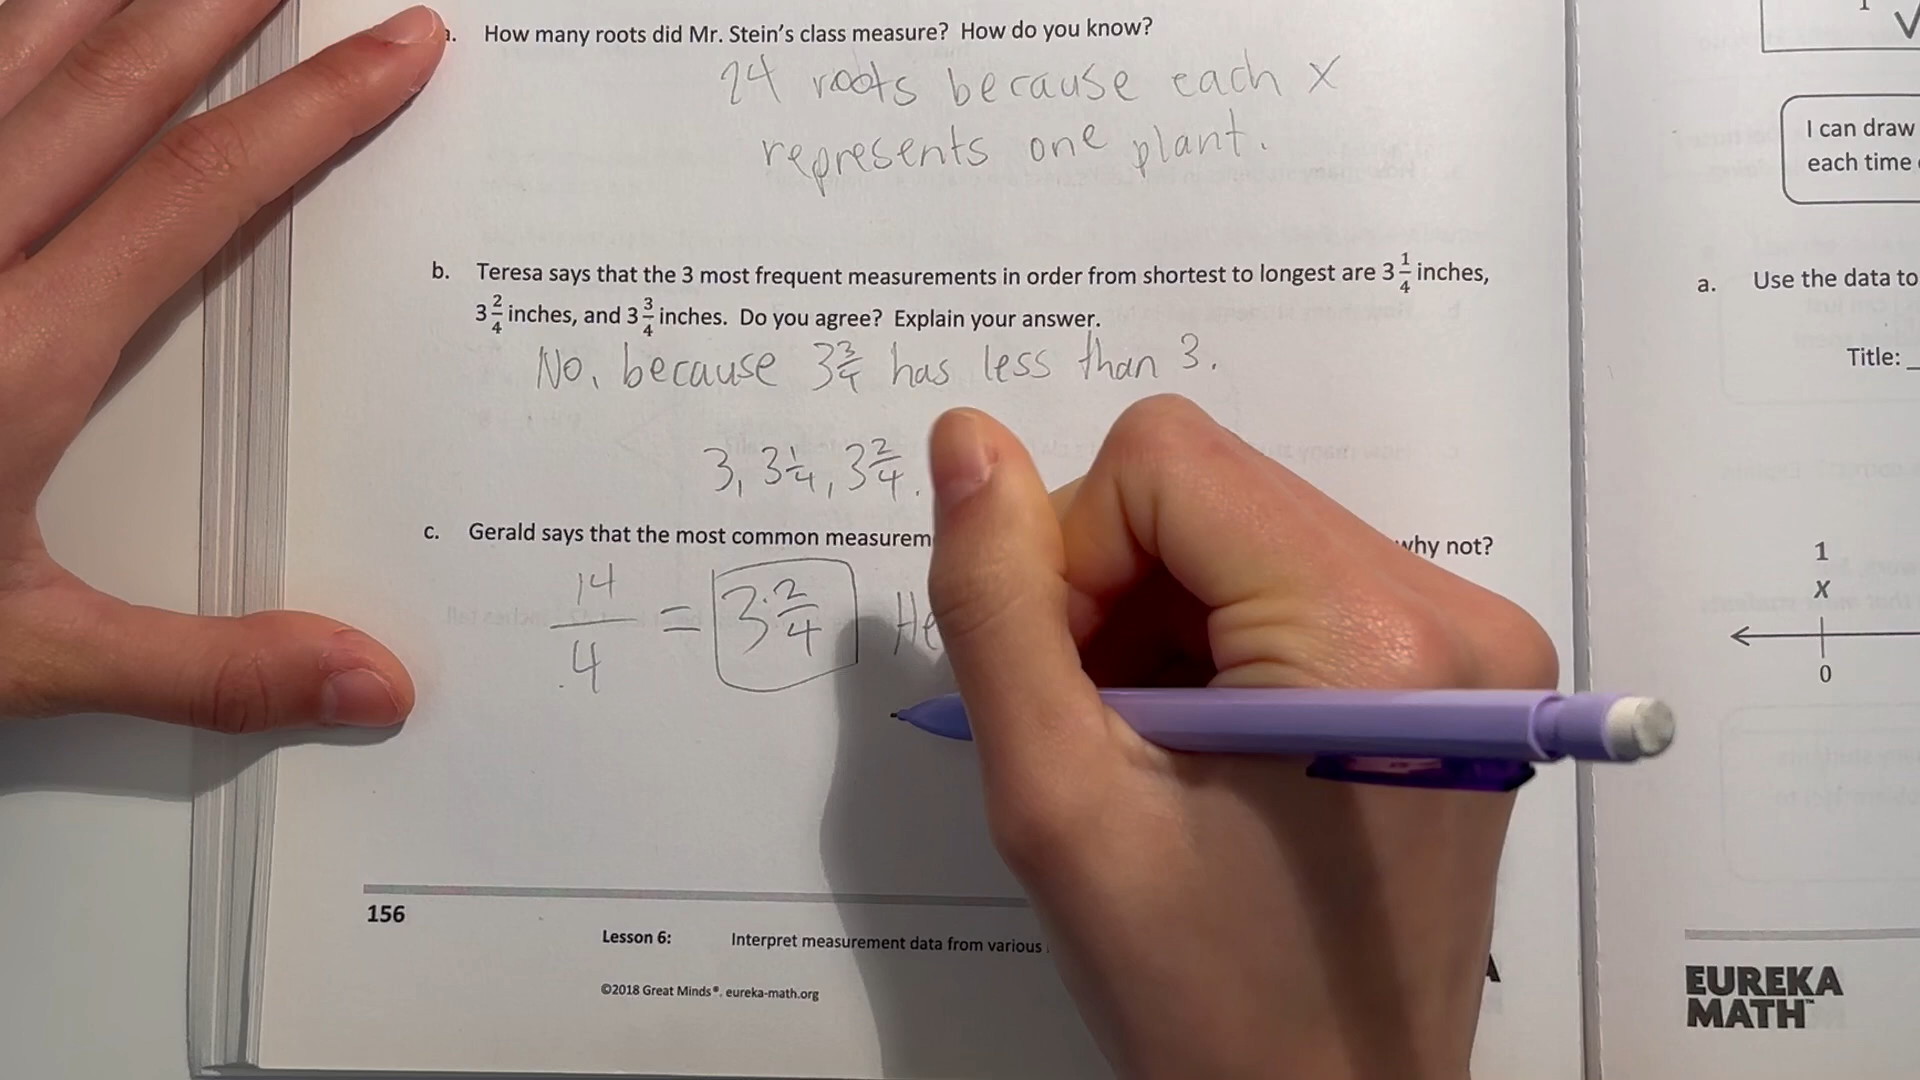 How many roots did Mr. Stein's class measure? How do you know?
24 roots because each x
represents one plant.
b. Teresa says that the 3 most frequent measurements in order from shortest to longest are 3 1/4 inches,
3 2/4 inches, and 3 3/4 inches. Do you agree? Explain your answer.
No, because 3 3/4 has less than 3.
3, 3 1/4, 3 2/4.
c. Gerald says that the most common why not?
14/4 = 3 2/4 He
156
Lesson 6: Interpret measurement data from various
©2018 Great Minds®. eureka-math.org
I can draw
each time
a. Use the data to
Title:
1
x
0
EUREKA
MATH™